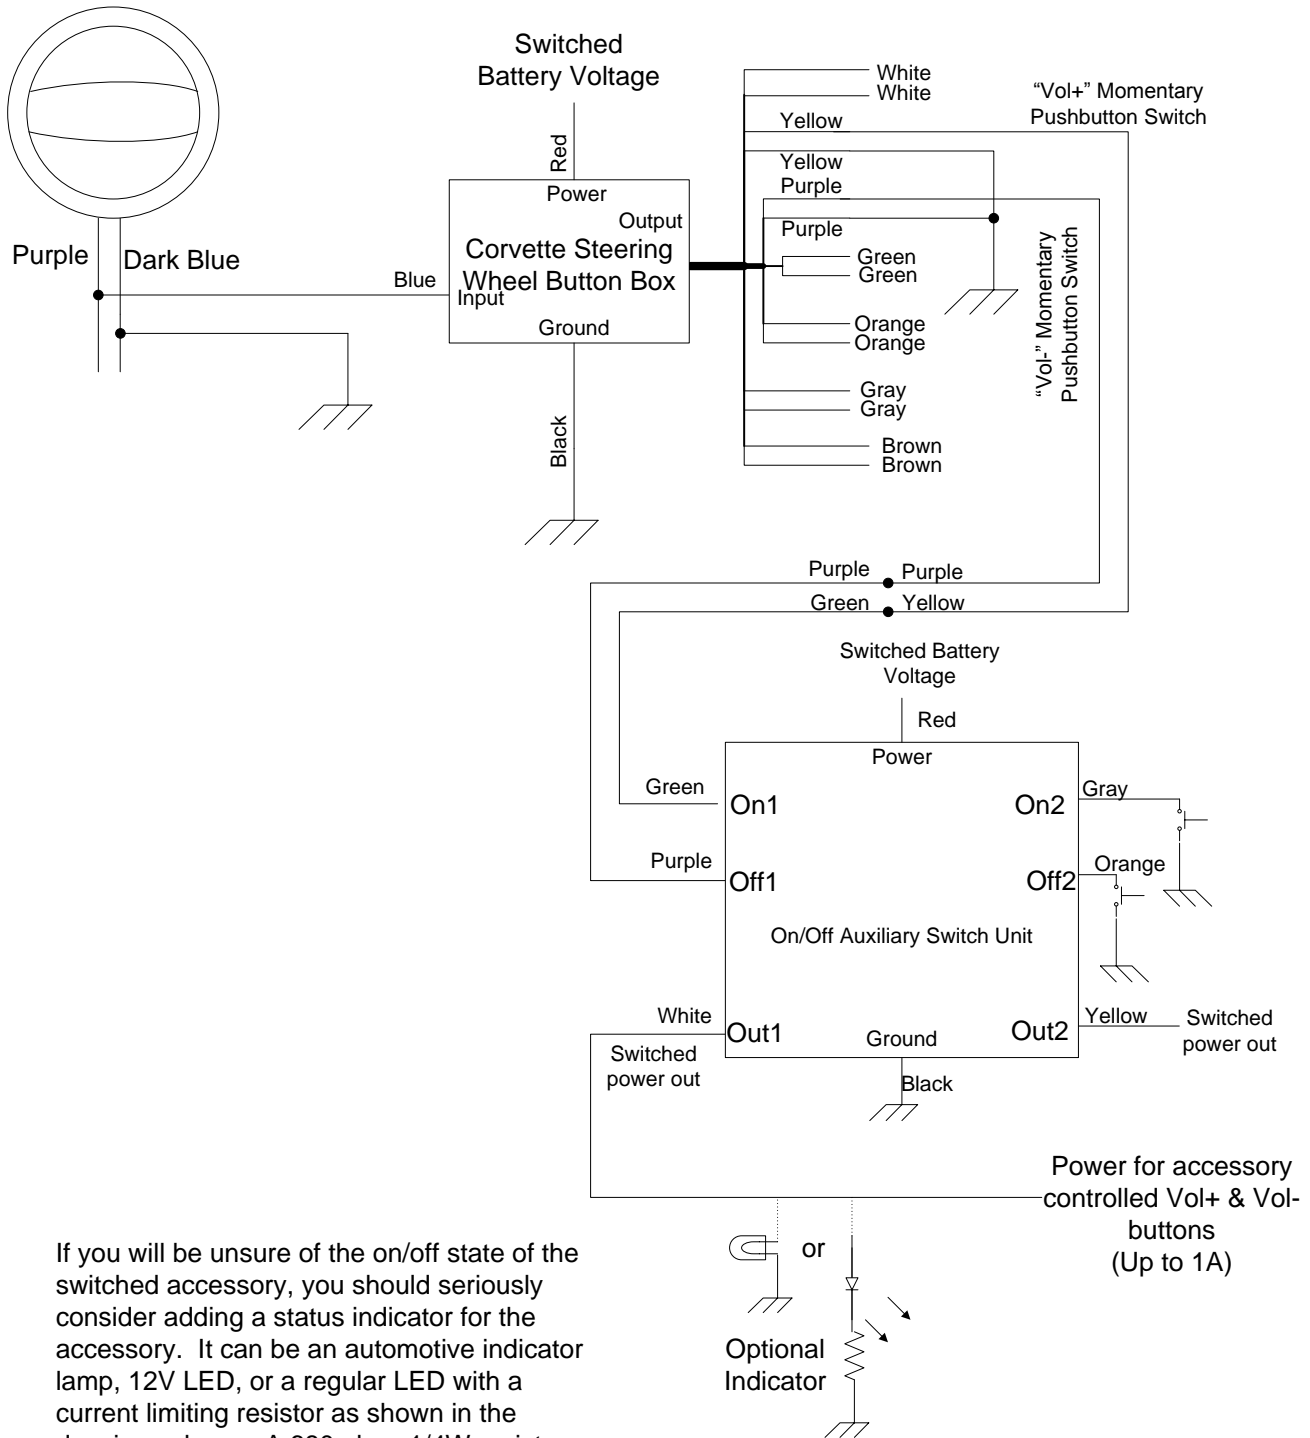 Switched
Battery Voltage
Red
Power
Output
Corvette Steering
Wheel Button Box
Input
Ground
Blue
Black
Purple
Dark Blue
White
White
Yellow
Yellow
Purple
Purple
Green
Green
Orange
Orange
Gray
Gray
Brown
Brown
“Vol+” Momentary
Pushbutton Switch
“Vol-” Momentary
Pushbutton Switch
Purple
Purple
Green
Yellow
Switched Battery
Voltage
Red
Power
Green
On1
On2
Gray
Purple
Off1
Off2
Orange
On/Off Auxiliary Switch Unit
White
Out1
Ground
Out2
Yellow
Switched
power out
Switched
power out
Black
Power for accessory
controlled Vol+ & Vol-
buttons
(Up to 1A)
or
Optional
Indicator
If you will be unsure of the on/off state of the
switched accessory, you should seriously
consider adding a status indicator for the
accessory. It can be an automotive indicator
lamp, 12V LED, or a regular LED with a
current limiting resistor as shown in the